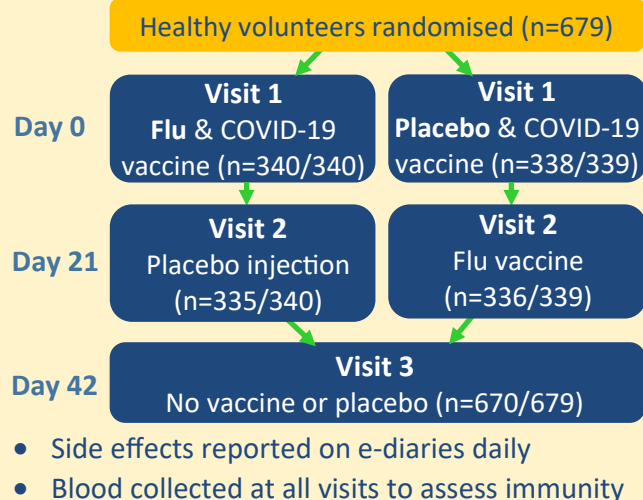 Healthy volunteers randomised (n=679)
Day 0
Visit 1
Flu & COVID-19
vaccine (n=340/340)
Visit 1
Placebo & COVID-19
vaccine (n=338/339)
Day 21
Visit 2
Placebo injection
(n=335/340)
Visit 2
Flu vaccine
(n=336/339)
Day 42
Visit 3
No vaccine or placebo (n=670/679)
• Side effects reported on e-diaries daily
• Blood collected at all visits to assess immunity